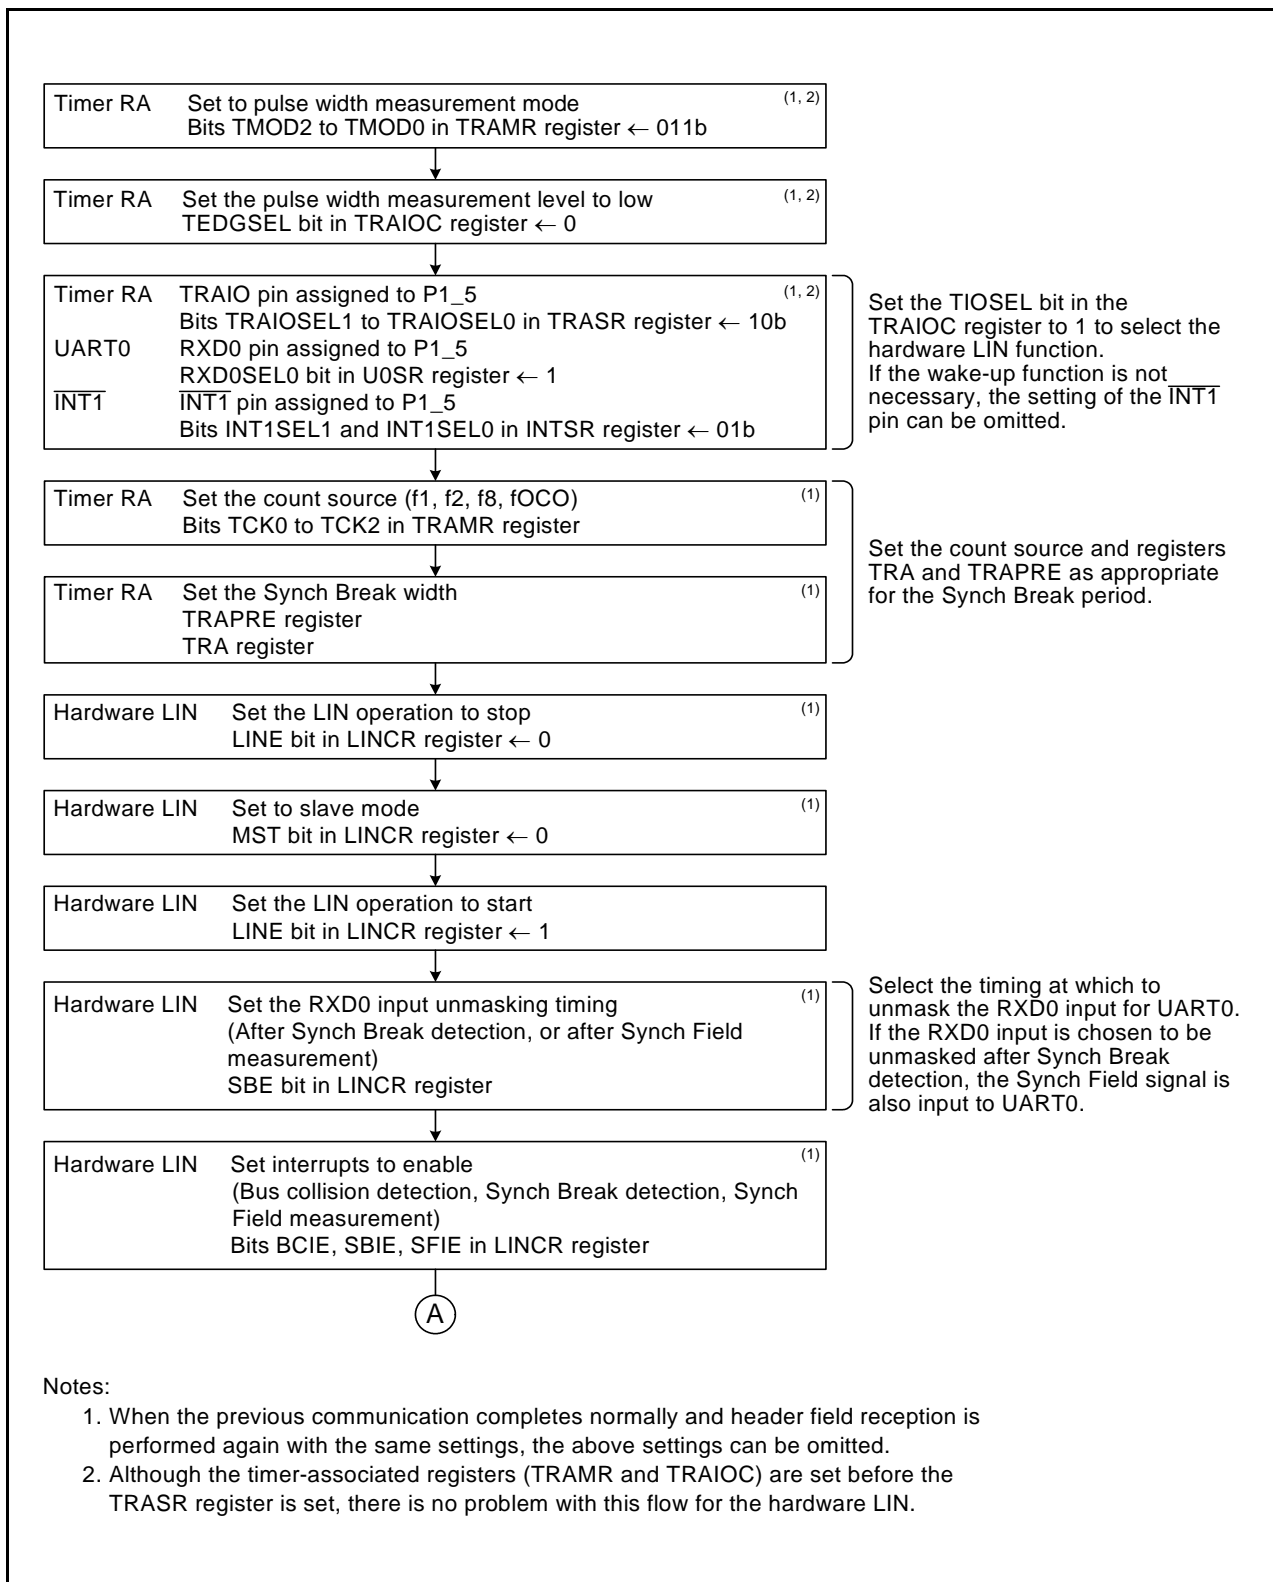 Timer RA Set to pulse width measurement mode (1, 2)
Bits TMOD2 to TMOD0 in TRAMR register ← 011b
Timer RA Set the pulse width measurement level to low (1, 2)
TEDGSEL bit in TRAIOC register ← 0
Timer RA TRAIO pin assigned to P1_5 (1, 2)
Bits TRAIOSEL1 to TRAIOSEL0 in TRASR register ← 10b
UART0 RXD0 pin assigned to P1_5
RXD0SEL0 bit in U0SR register ← 1
INT1 INT1 pin assigned to P1_5
Bits INT1SEL1 and INT1SEL0 in INTSR register ← 01b
Set the TIOSEL bit in the
TRAIOC register to 1 to select the
hardware LIN function.
If the wake-up function is not
necessary, the setting of the INT1
pin can be omitted.
Timer RA Set the count source (f1, f2, f8, fOCO) (1)
Bits TCK0 to TCK2 in TRAMR register
Timer RA Set the Synch Break width (1)
TRAPRE register
TRA register
Set the count source and registers
TRA and TRAPRE as appropriate
for the Synch Break period.
Hardware LIN Set the LIN operation to stop (1)
LINE bit in LINCR register ← 0
Hardware LIN Set to slave mode (1)
MST bit in LINCR register ← 0
Hardware LIN Set the LIN operation to start
LINE bit in LINCR register ← 1
Hardware LIN Set the RXD0 input unmasking timing (1)
(After Synch Break detection, or after Synch Field
measurement)
SBE bit in LINCR register
Select the timing at which to
unmask the RXD0 input for UART0.
If the RXD0 input is chosen to be
unmasked after Synch Break
detection, the Synch Field signal is
also input to UART0.
Hardware LIN Set interrupts to enable (1)
(Bus collision detection, Synch Break detection, Synch
Field measurement)
Bits BCIE, SBIE, SFIE in LINCR register
A
Notes:
1. When the previous communication completes normally and header field reception is
performed again with the same settings, the above settings can be omitted.
2. Although the timer-associated registers (TRAMR and TRAIOC) are set before the
TRASR register is set, there is no problem with this flow for the hardware LIN.